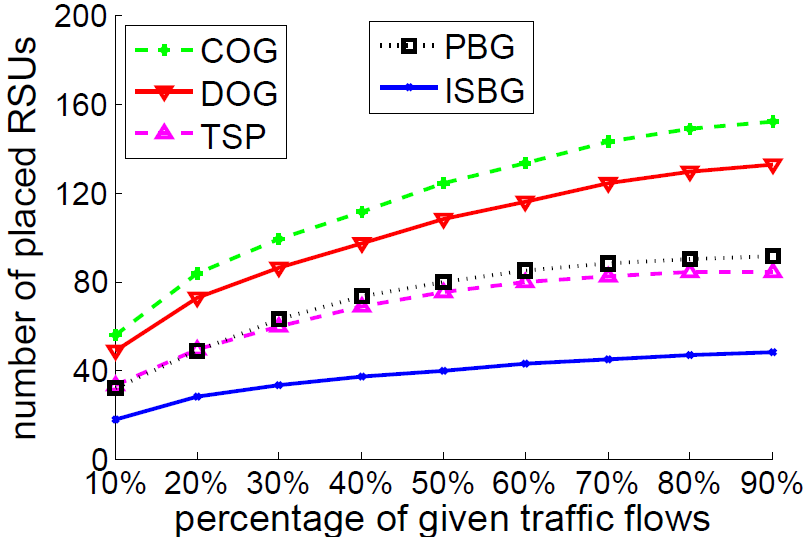 200
160
120
80
40
0
number of placed RSUs
COG
DOG
TSP
PBG
ISBG
10% 20% 30% 40% 50% 60% 70% 80% 90%
percentage of given traffic flows